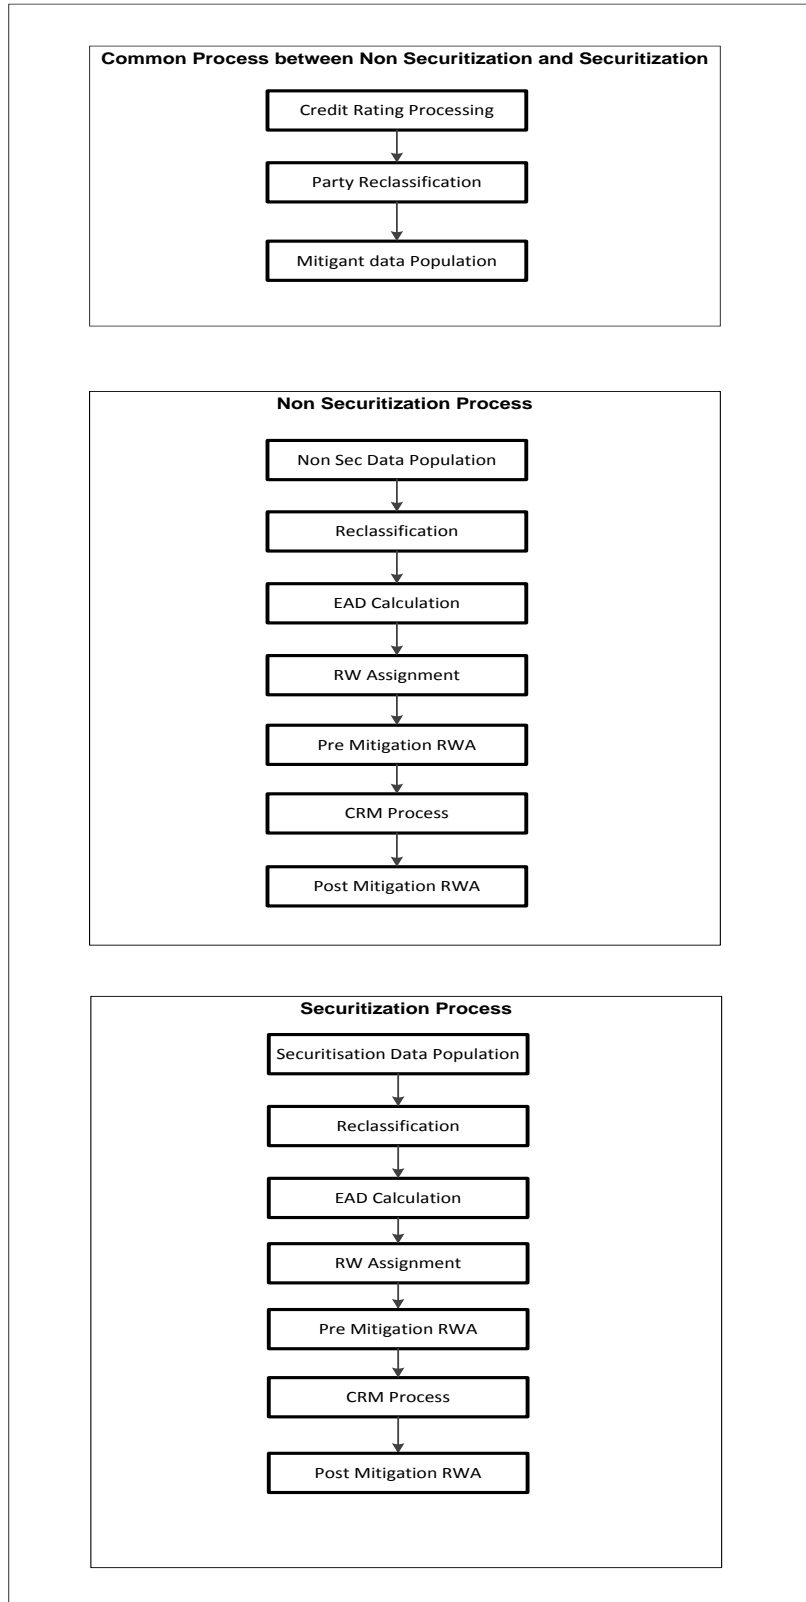 Common Process between Non Securitization and Securitization
Credit Rating Processing
Party Reclassification
Mitigant data Population
Non Securitization Process
Non Sec Data Population
Reclassification
EAD Calculation
RW Assignment
Pre Mitigation RWA
CRM Process
Post Mitigation RWA
Securitization Process
Securitisation Data Population
Reclassification
EAD Calculation
RW Assignment
Pre Mitigation RWA
CRM Process
Post Mitigation RWA